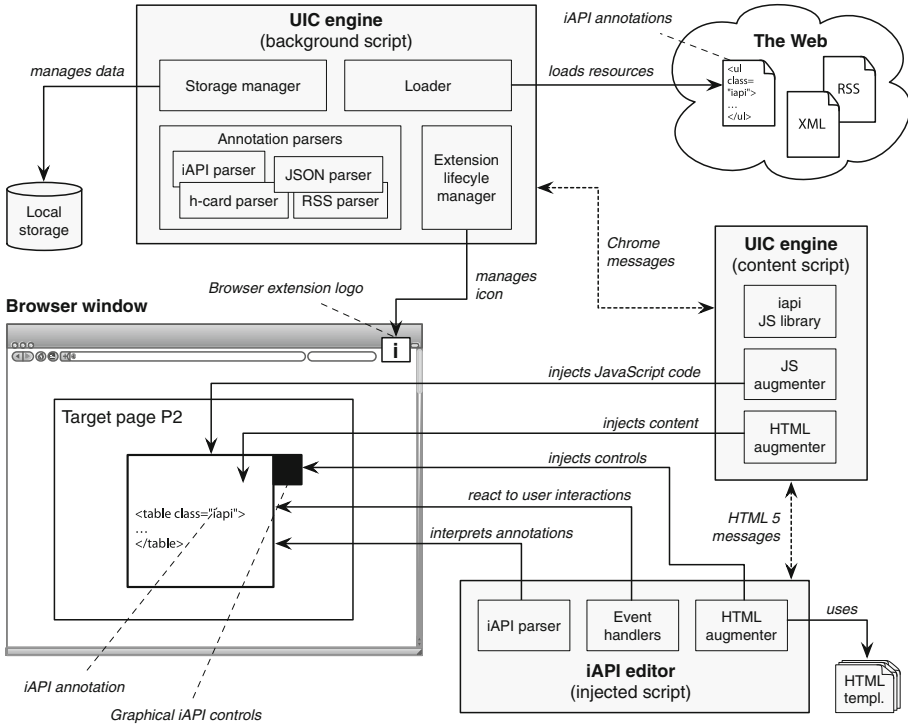 UIC engine
(background script)
iAPI annotations
The Web
manages data
Storage manager
Loader
loads resources
<ul
class=
"iapi">
...
</ul>
RSS
XML
Annotation parsers
iAPI parser
JSON parser
h-card parser
RSS parser
Extension
lifecyle
manager
Local
storage
Chrome
messages
UIC engine
(content script)
iapi
JS library
JS
augmenter
HTML
augmenter
Browser extension logo
manages
icon
Browser window
i
injects JavaScript code
Target page P2
injects content
injects controls
<table class="iapi">
...
</table>
react to user interactions
interprets annotations
HTML 5
messages
iAPI parser
Event
handlers
HTML
augmenter
uses
iAPI editor
(injected script)
HTML
templ.
iAPI annotation
Graphical iAPI controls